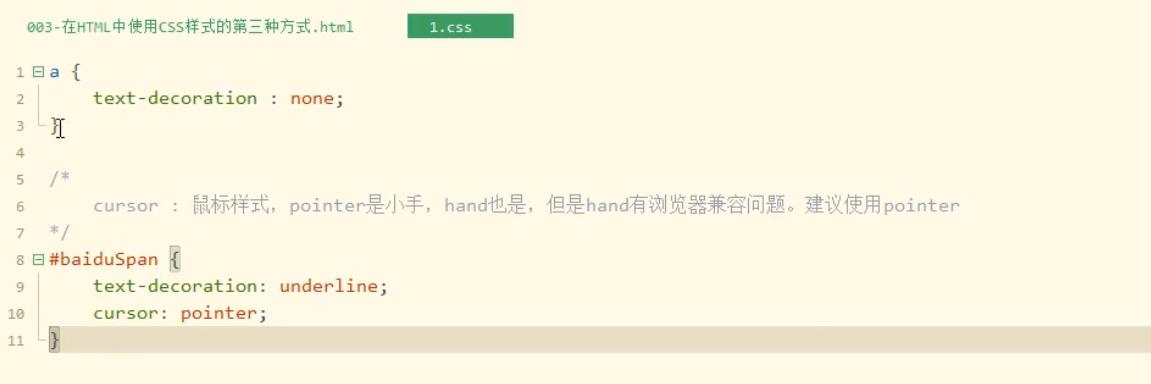 003-在HTML中使用CSS样式的第三种方式.html 1.css
1 a {
2 text-decoration : none;
3 }
4
5 /*
6 cursor : 鼠标样式，pointer是小手，hand也是，但是hand有浏览器兼容问题。建议使用pointer
7 */
8 #baiduSpan {
9 text-decoration: underline;
10 cursor: pointer;
11 }